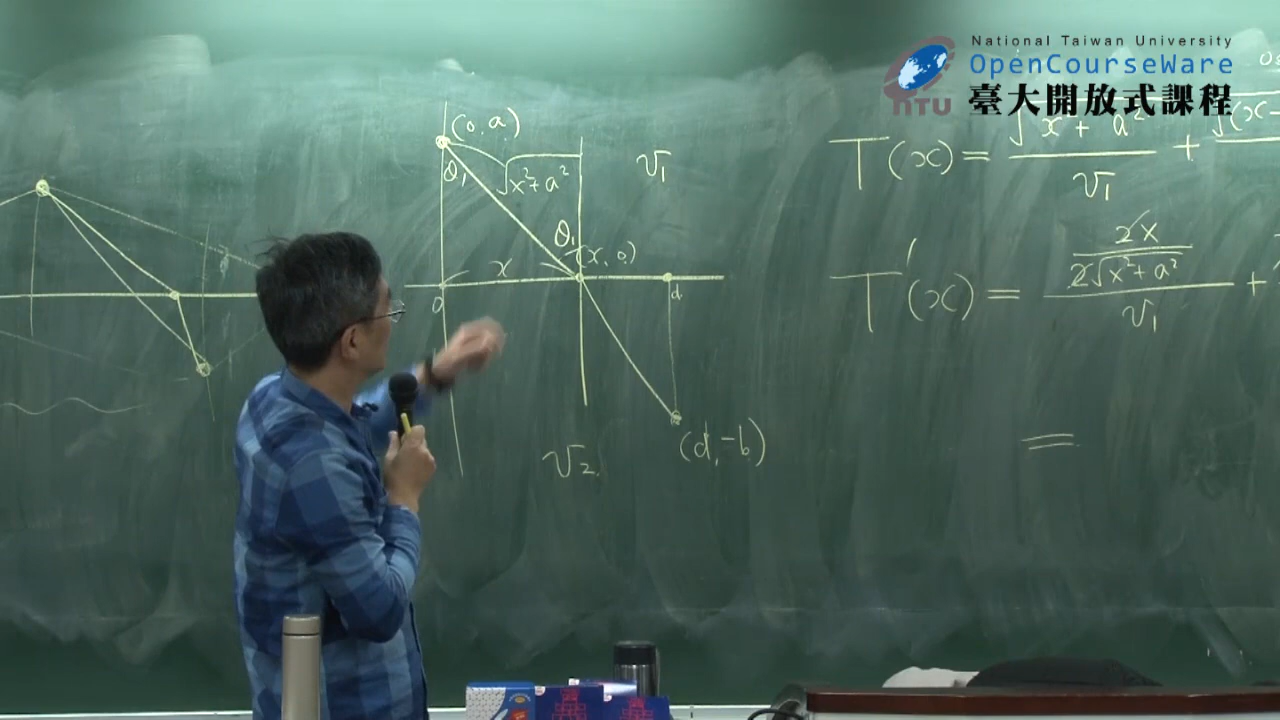 National Taiwan University
OpenCourseWare
臺大開放式課程
NTU
(0, a)
θ₁
√x²+a²
v₁
θ₁
(x, 0)
x
0
d
v₂
(d, -b)
T(x) = √x²+a² / v₁ + √(x-
T'(x) = 2x / 2√x²+a² / v₁ +
=